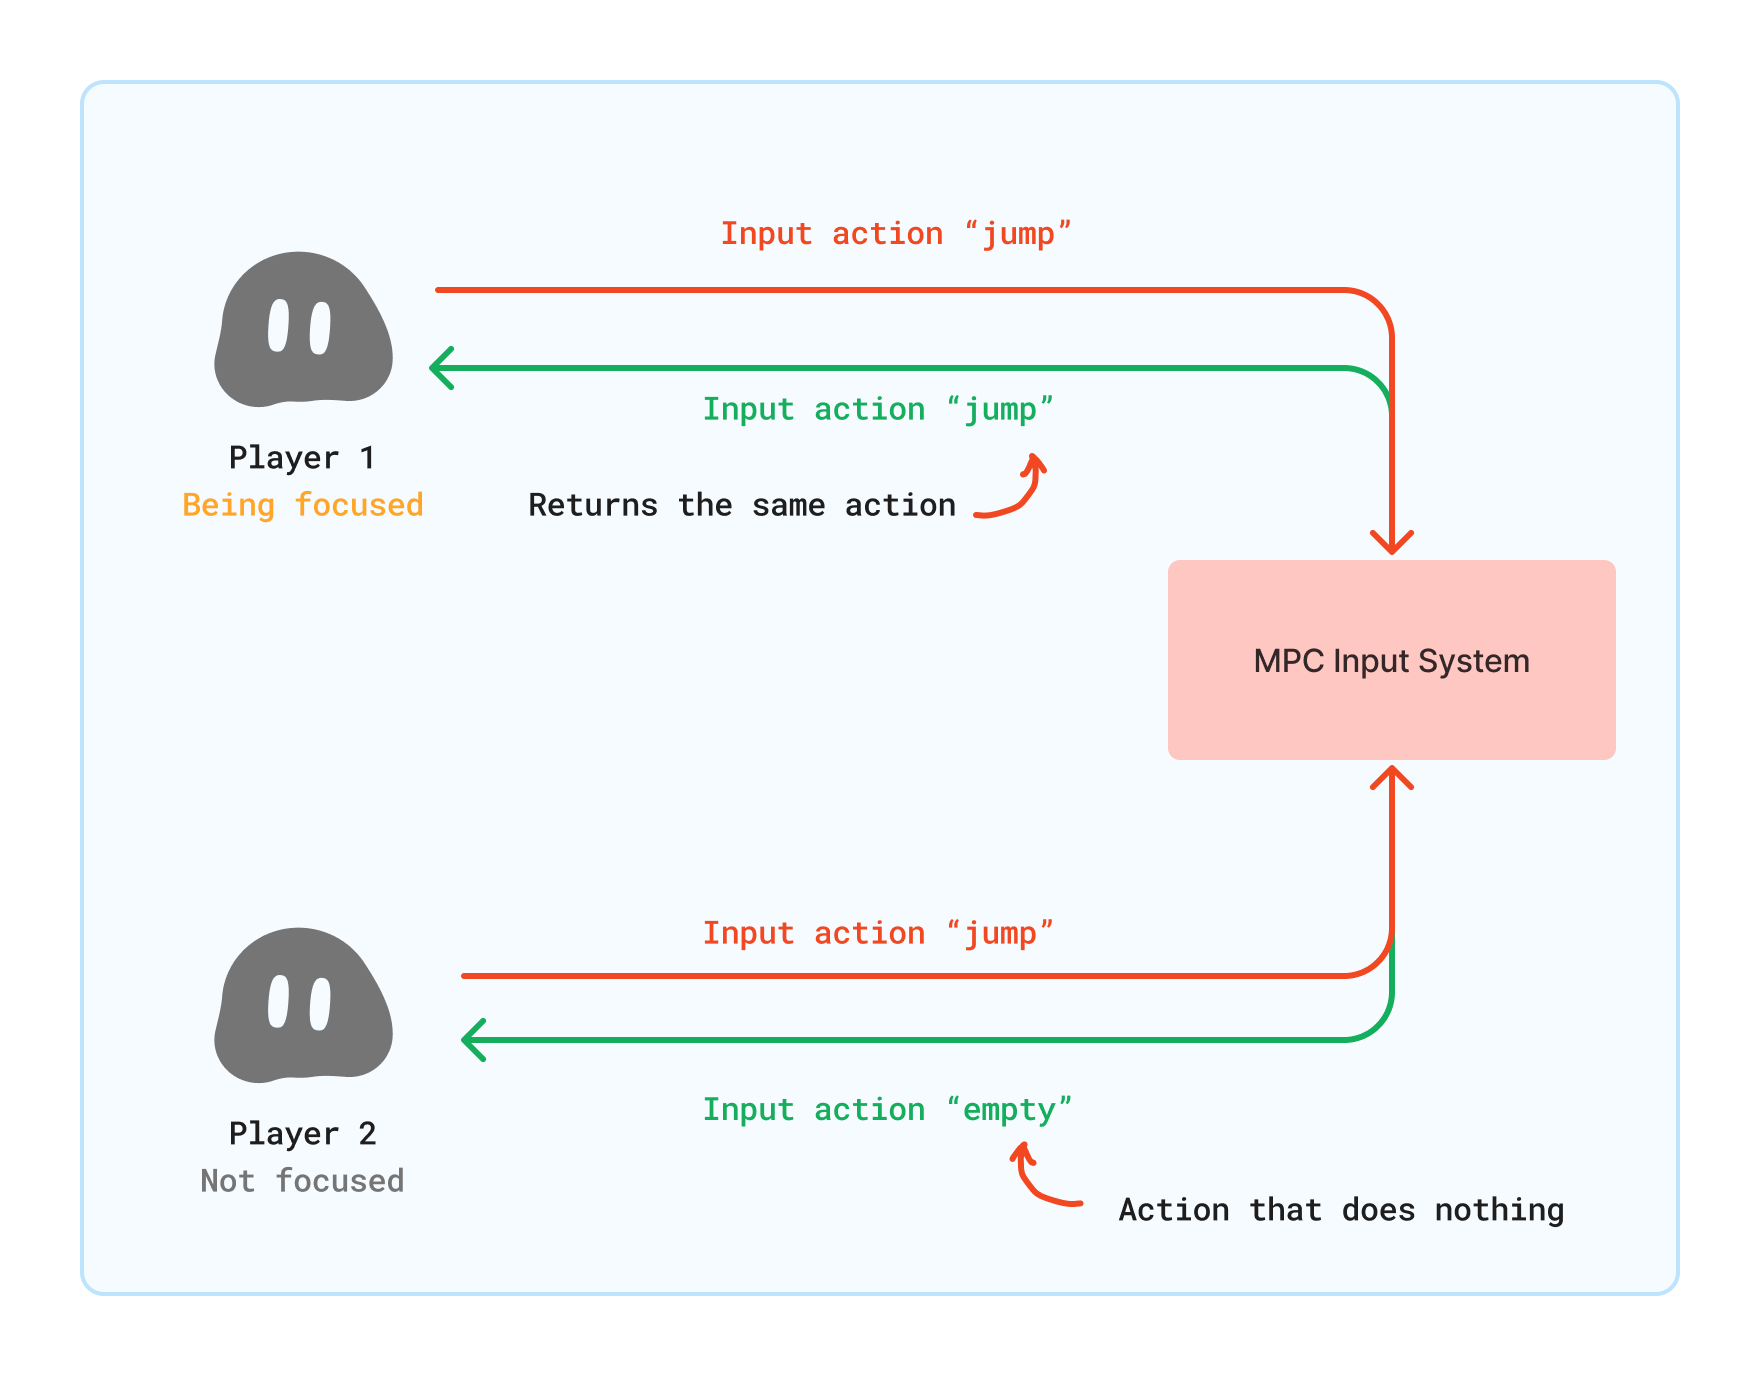 Input action “jump”
Input action “jump”
Player 1
Being focused
Returns the same action
MPC Input System
Input action “jump”
Input action “empty”
Player 2
Not focused
Action that does nothing